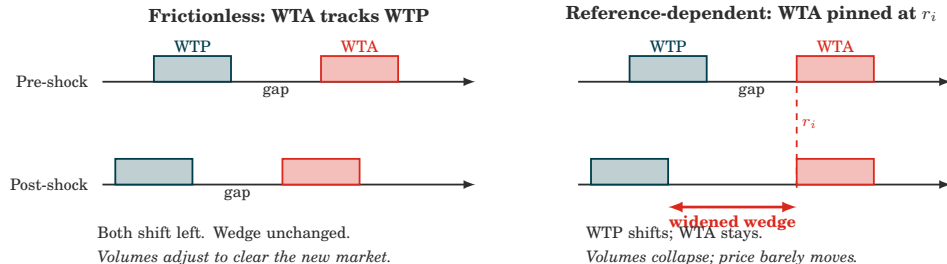 Frictionless: WTA tracks WTP
WTP
WTA
Pre-shock
gap
Post-shock
gap
Both shift left. Wedge unchanged.
Volumes adjust to clear the new market.
Reference-dependent: WTA pinned at r_i
WTP
WTA
gap
r_i
widened wedge
WTP shifts; WTA stays.
Volumes collapse; price barely moves.